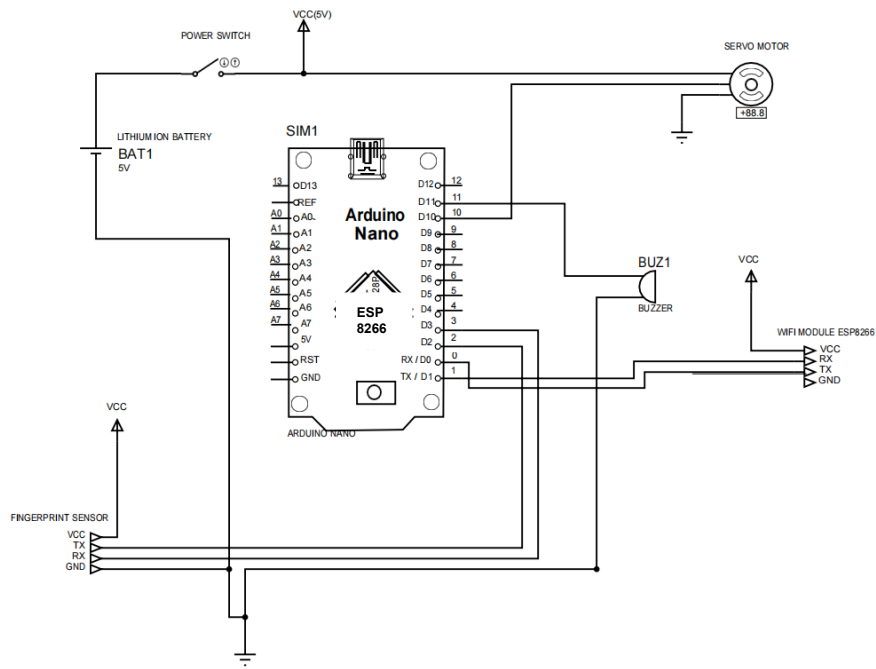 VCC(5V)
POWER SWITCH
SERVO MOTOR
+88.8
LITHIUM ION BATTERY
BAT1
5V
SIM1
13 D13
REF
A0 A0
A1 A1
A2 A2
A3 A3
A4 A4
A5 A5
A6 A6
A7 A7
5V
RST
GND
Arduino
Nano
28P
ESP
8266
D12 12
D11 11
D10 10
D9 9
D8 8
D7 7
D6 6
D5 5
D4 4
D3 3
D2 2
RX / D0 0
TX / D1 1
ARDUINO NANO
BUZ1
BUZZER
VCC
WIFI MODULE ESP8266
VCC
RX
TX
GND
VCC
FINGERPRINT SENSOR
VCC
TX
RX
GND